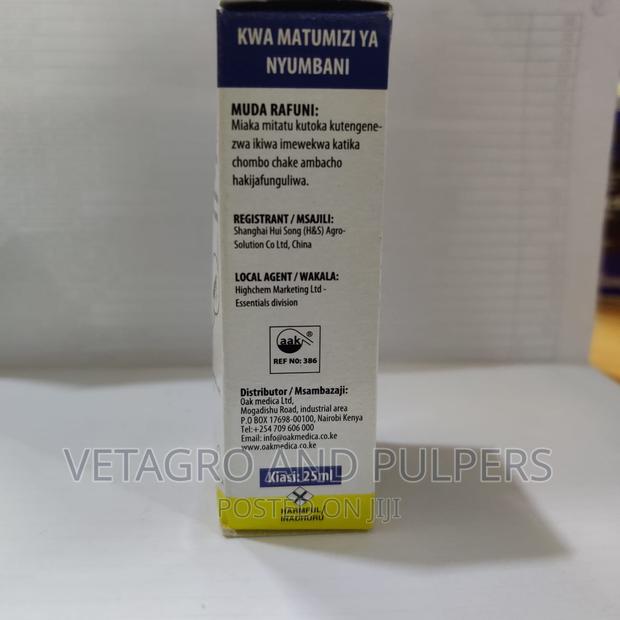 KWA MATUMIZI YA
NYUMBANI
MUDA RAFUNI:
Miaka mitatu kutoka kutengene-
zwa ikiwa imewekwa katika
chombo chake ambacho
hakijafunguliwa.
REGISTRANT / MSAJILI:
Shanghai Hui Song (H&S) Agro-
Solution Co Ltd, China
LOCAL AGENT / WAKALA:
Highchem Marketing Ltd -
Essentials division
aak®
REF N0: 386
Distributor / Msambazaji:
Oak medica Ltd,
Mogadishu Road, industrial area
P.O BOX 17698-00100, Nairobi Kenya
Tel:+254 709 606 000
Email: info@oakmedica.co.ke
www.oakmedica.co.ke
VETAGRO AND PULPERS
Kiasi: 25ml
POSTED ON JIJI
HARMFUL/
INADHURU